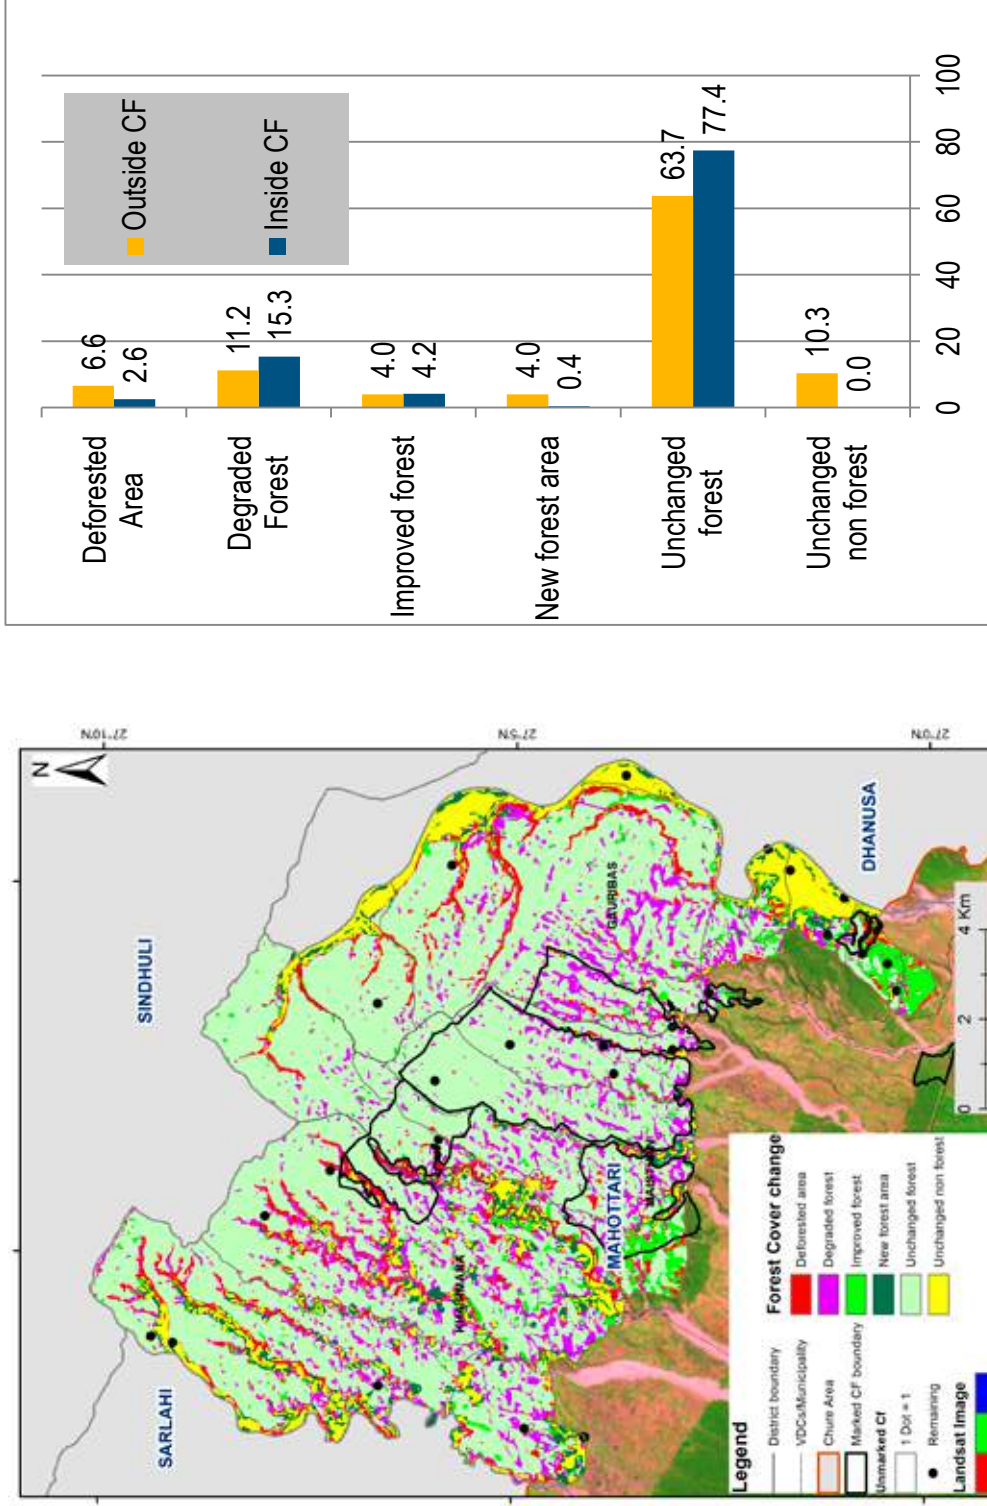 27°10'N
27°5'N
27°0'N
N
SINDHULI
SARLAHI
MAHOTTARI
DHANUSA
GAURIBAS
0 2 4 Km
Legend
District boundary
VDCs/Municipality
Chure Area
Marked CF boundary
Unmarked Cf
1 Dot = 1
Remaining
Landsat Image
Forest Cover change
Deforested area
Degraded forest
Improved forest
New forest area
Unchanged forest
Unchanged non forest
Outside CF
Inside CF
Deforested
Area
6.6
2.6
Degraded
Forest
11.2
15.3
Improved forest
4.0
4.2
New forest area
4.0
0.4
Unchanged
forest
63.7
77.4
Unchanged
non forest
10.3
0.0
0 20 40 60 80 100